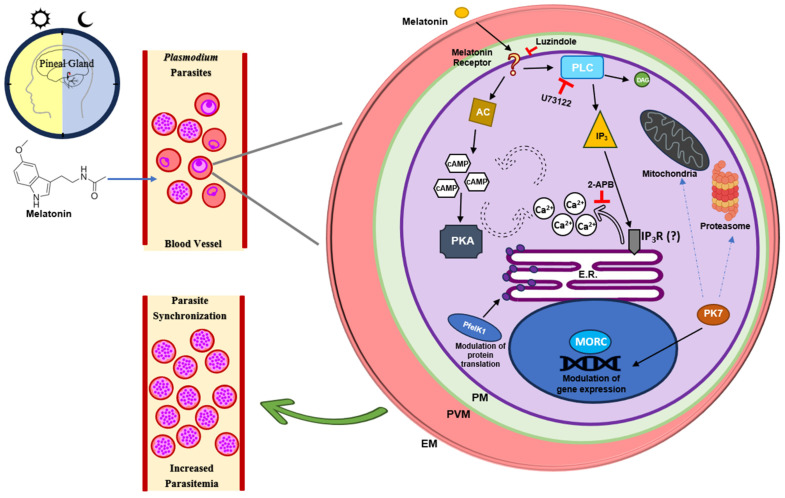 Pineal Gland
O
NH
O
N
H
Melatonin
Plasmodium
Parasites
Blood Vessel
Parasite
Synchronization
Increased
Parasitemia
Melatonin
Luzindole
Melatonin
Receptor
?
PLC
DAG
U73122
AC
IP3
cAMP
cAMP
cAMP
PKA
Mitochondria
Proteasome
2-APB
Ca2+
Ca2+
Ca2+
Ca2+
IP3R (?)
E.R.
PfeIK1
Modulation of
protein
translation
PK7
MORC
Modulation of
gene expression
PM
PVM
EM